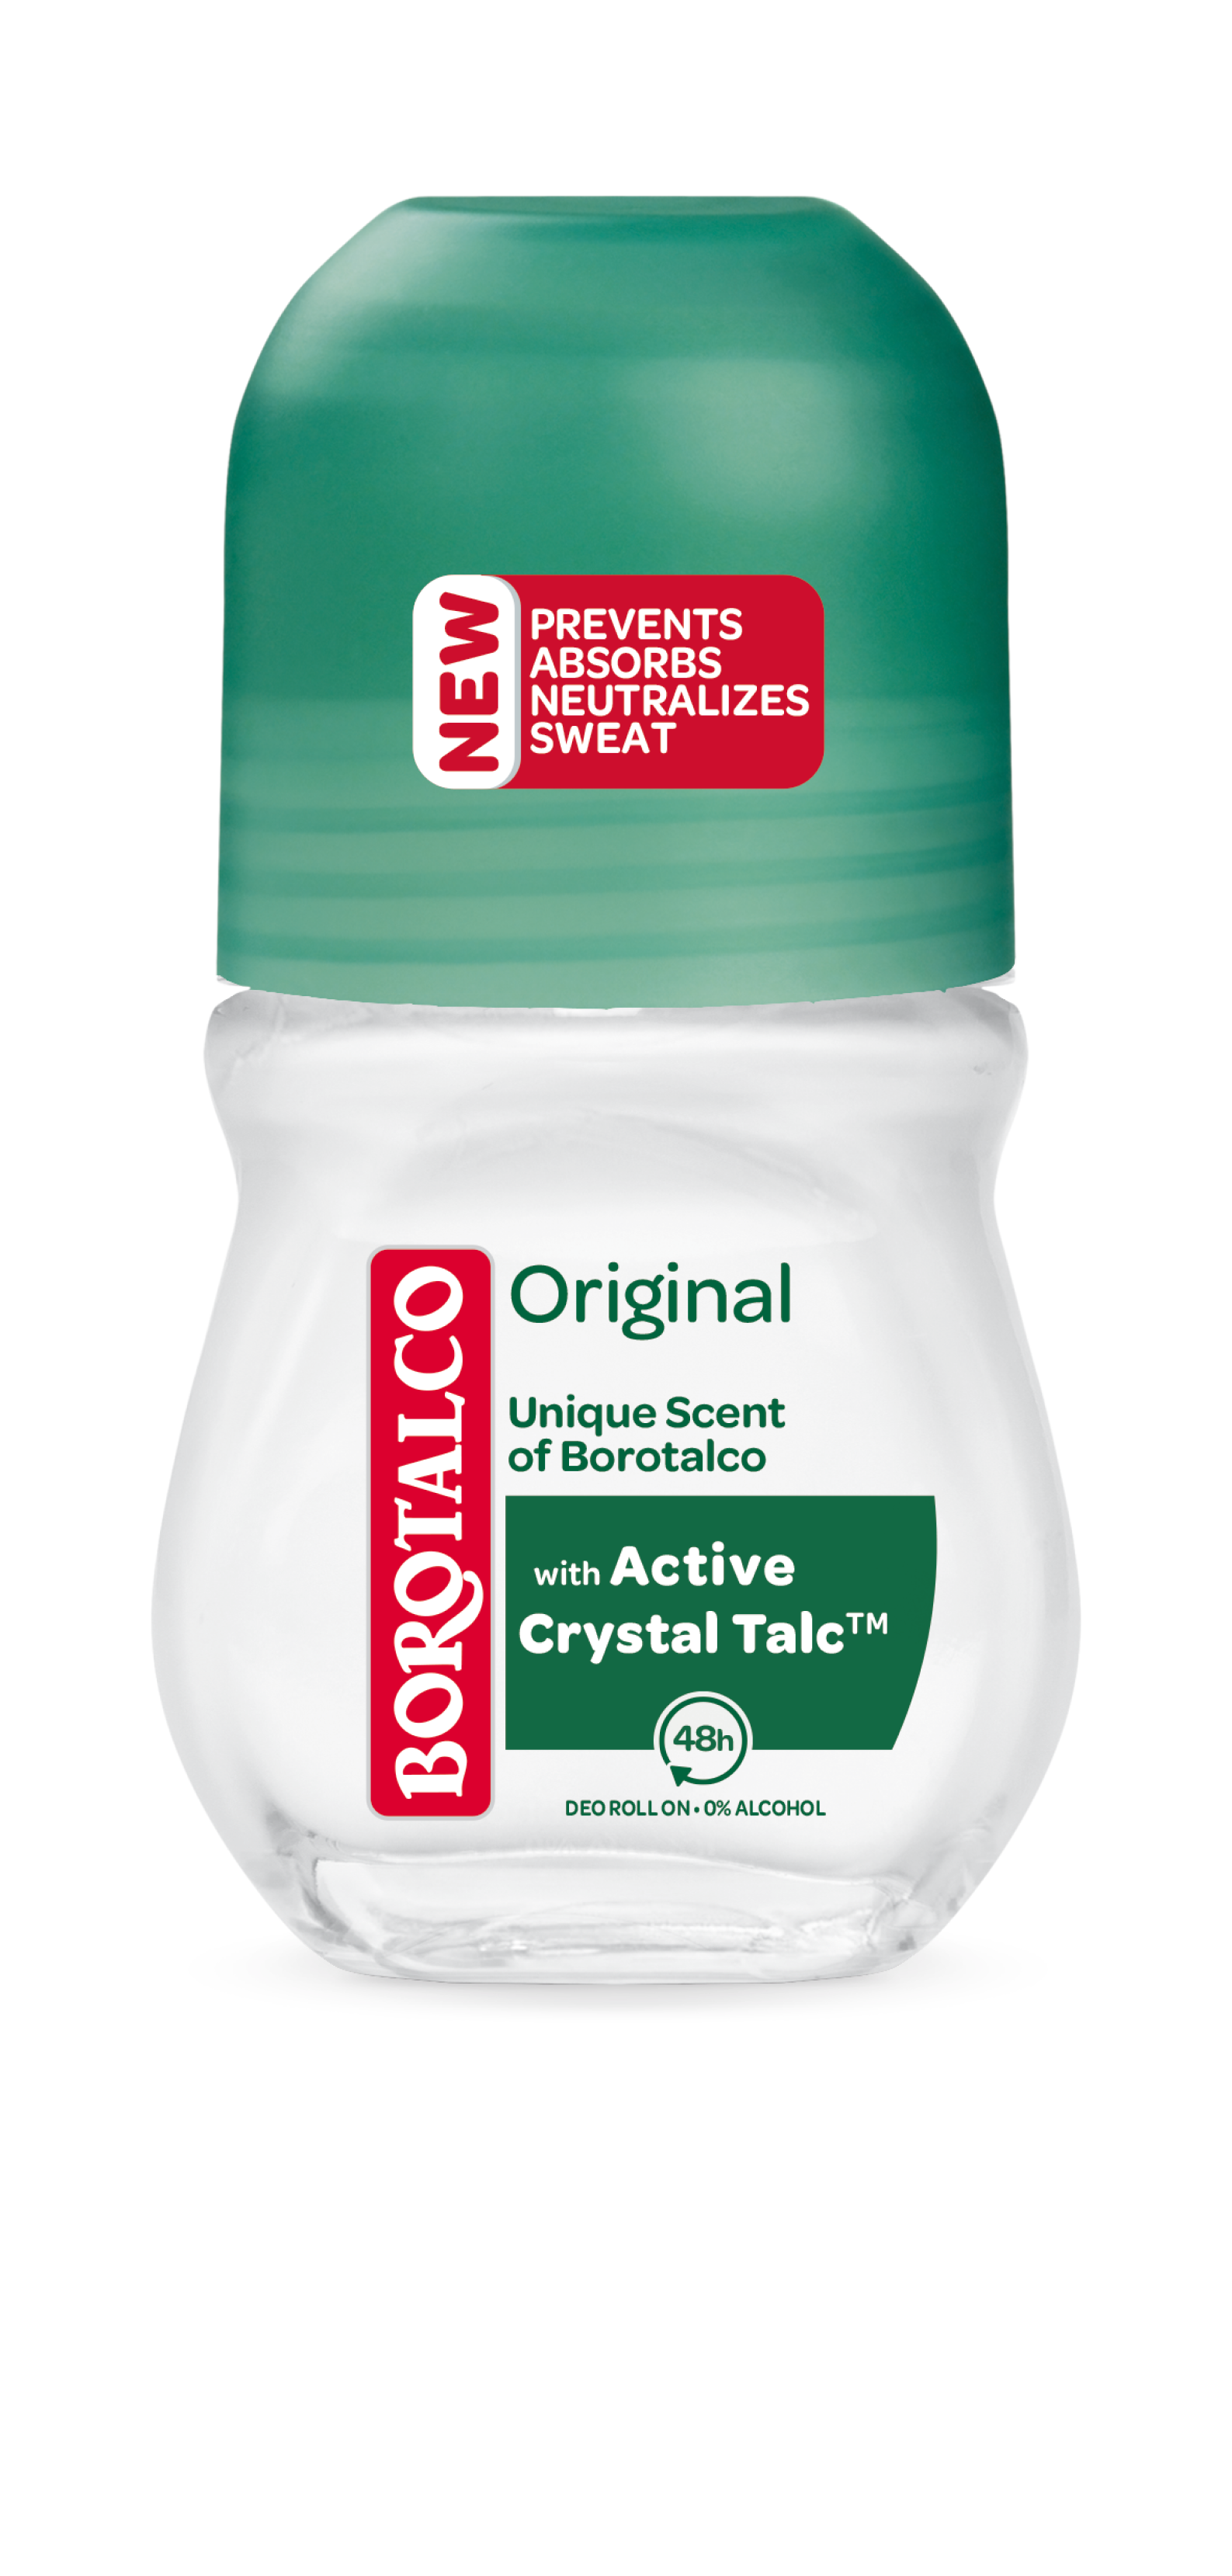 NEW
PREVENTS
ABSORBS
NEUTRALIZES
SWEAT
BOROTALCO
Original
Unique Scent
of Borotalco
with Active
Crystal Talc™
48h
DEO ROLL ON • 0% ALCOHOL